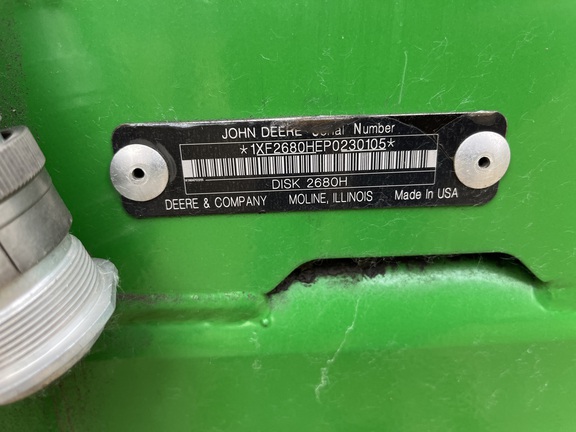 JOHN DEERE Serial Number
*1XF2680HEP0230105*
DISK 2680H
DEERE & COMPANY MOLINE, ILLINOIS Made In USA